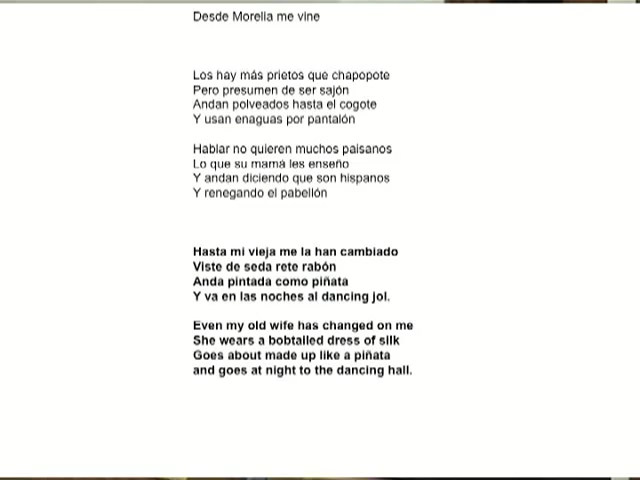 Desde Morelia me vine
Los hay más prietos que chapopote
Pero presumen de ser sajón
Andan polveados hasta el cogote
Y usan enaguas por pantalón
Hablar no quieren muchos paisanos
Lo que su mamá les enseño
Y andan diciendo que son hispanos
Y renegando el pabellón
Hasta mi vieja me la han cambiado
Viste de seda rete rabón
Anda pintada como piñata
Y va en las noches al dancing jol.
Even my old wife has changed on me
She wears a bobtailed dress of silk
Goes about made up like a piñata
and goes at night to the dancing hall.